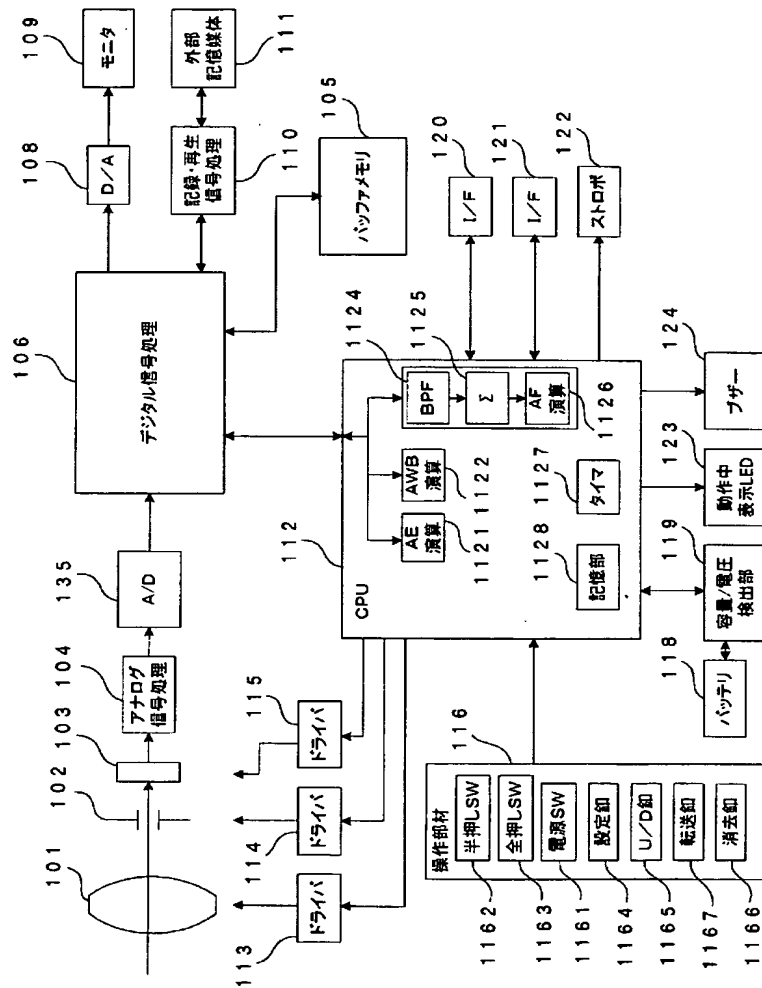 101
102
103
104
アナログ
信号処理
135
A/D
106
デジタル信号処理
108
D/A
109
モニタ
110
記録・再生
信号処理
111
外部
記憶媒体
105
バッファメモリ
113
ドライバ
114
ドライバ
115
ドライバ
112
CPU
AE
演算
1121
AWB
演算
1122
1124
BPF
1125
Σ
AF
演算
1126
1127
タイマ
1128
記憶部
120
I/F
121
I/F
122
ストロボ
116
操作部材
半押しSW
1162
全押しSW
1163
電源SW
1161
設定釦
1164
U/D釦
1165
転送釦
1167
消去釦
1166
118
バッテリ
119
容量/電圧
検出部
123
動作中
表示LED
124
ブザー